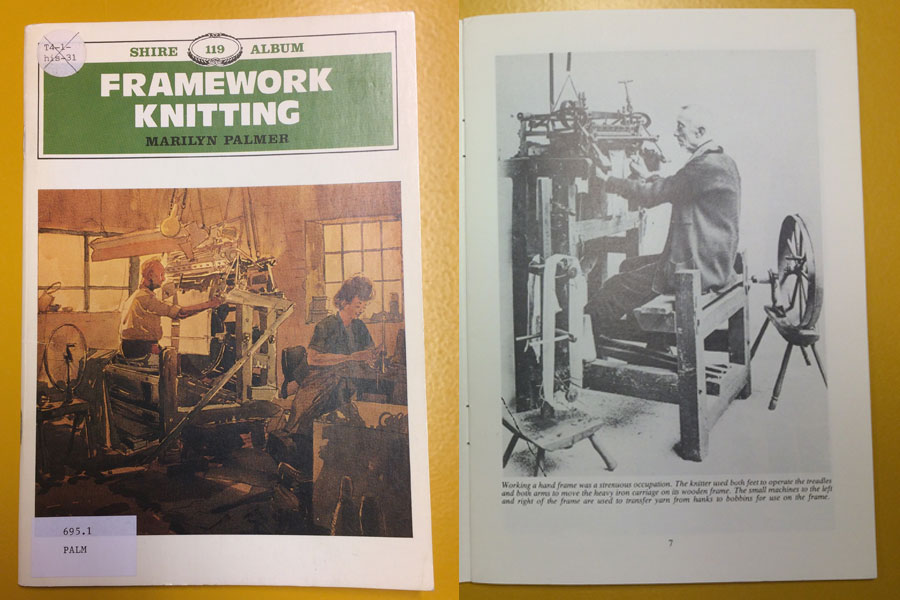 T4-1-
his-31
SHIRE 119 ALBUM
FRAMEWORK
KNITTING
MARILYN PALMER
695.1
PALM
Working a hand frame was a strenuous occupation. The knitter used both feet to operate the treadles
and both arms to move the heavy iron carriage on its wooden frame. The small machines to the left
and right of the frame are used to transfer yarn from hanks to bobbins for use on the frame.
7